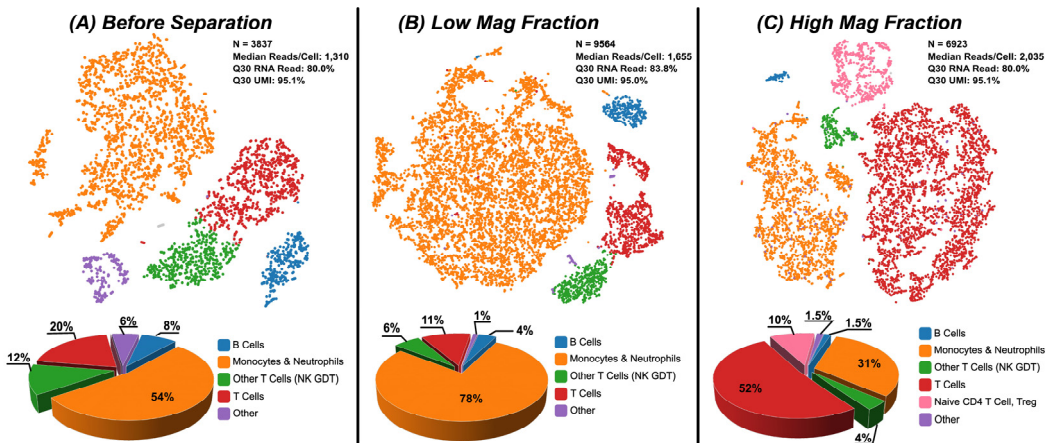 (A) Before Separation
N = 3837
Median Reads/Cell: 1,310
Q30 RNA Read: 80.0%
Q30 UMI: 95.1%
20%
6%
8%
12%
54%
B Cells
Monocytes & Neutrophils
Other T Cells (NK GDT)
T Cells
Other
(B) Low Mag Fraction
N = 9564
Median Reads/Cell: 1,655
Q30 RNA Read: 83.8%
Q30 UMI: 95.0%
6%
11%
1%
4%
78%
B Cells
Monocytes & Neutrophils
Other T Cells (NK GDT)
T Cells
Other
(C) High Mag Fraction
N = 6923
Median Reads/Cell: 2,035
Q30 RNA Read: 80.0%
Q30 UMI: 95.1%
10%
1.5%
1.5%
31%
52%
4%
B Cells
Monocytes & Neutrophils
Other T Cells (NK GDT)
T Cells
Naive CD4 T Cell, Treg
Other